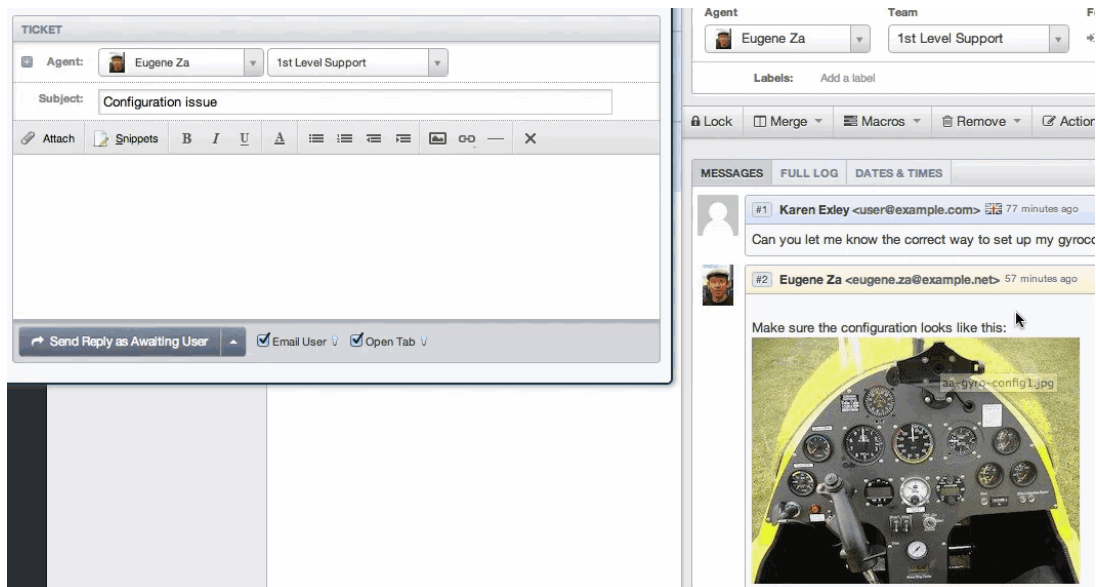 TICKET
Agent: Eugene Za 1st Level Support
Subject: Configuration issue
Attach Snippets B I U A
Send Reply as Awaiting User Email User Open Tab
Agent Team
Eugene Za 1st Level Support
Labels: Add a label
Lock Merge Macros Remove Action
MESSAGES FULL LOG DATES & TIMES
#1 Karen Exley <user@example.com> 77 minutes ago
Can you let me know the correct way to set up my gyroc
#2 Eugene Za <eugene.za@example.net> 57 minutes ago
Make sure the configuration looks like this:
aa-gyro-config1.jpg